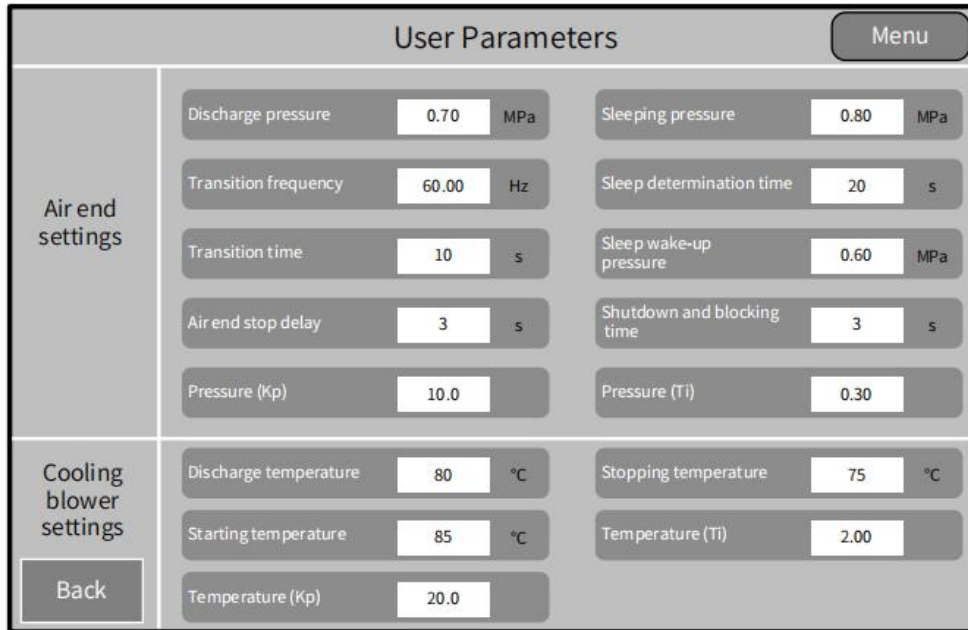 User Parameters
Menu
Air end
settings
Discharge pressure 0.70 MPa
Sleeping pressure 0.80 MPa
Transition frequency 60.00 Hz
Sleep determination time 20 s
Transition time 10 s
Sleep wake-up
pressure 0.60 MPa
Air end stop delay 3 s
Shutdown and blocking
time 3 s
Pressure (Kp) 10.0
Pressure (Ti) 0.30
Cooling
blower
settings
Discharge temperature 80 °C
Stopping temperature 75 °C
Starting temperature 85 °C
Temperature (Ti) 2.00
Temperature (Kp) 20.0
Back